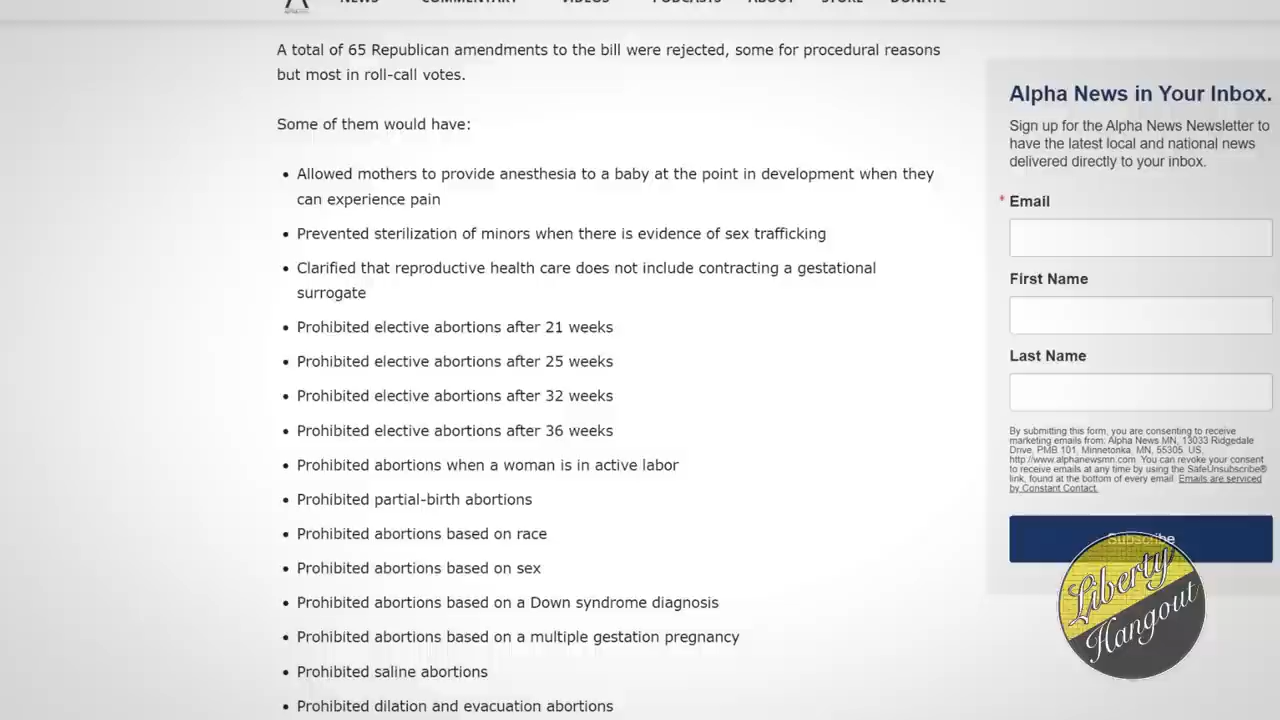 NEWS COMMENTARY VIDEOS PODCASTS ABOUT STORE DONATE
A total of 65 Republican amendments to the bill were rejected, some for procedural reasons
but most in roll-call votes.
Some of them would have:
• Allowed mothers to provide anesthesia to a baby at the point in development when they
can experience pain
• Prevented sterilization of minors when there is evidence of sex trafficking
• Clarified that reproductive health care does not include contracting a gestational
surrogate
• Prohibited elective abortions after 21 weeks
• Prohibited elective abortions after 25 weeks
• Prohibited elective abortions after 32 weeks
• Prohibited elective abortions after 36 weeks
• Prohibited abortions when a woman is in active labor
• Prohibited partial-birth abortions
• Prohibited abortions based on race
• Prohibited abortions based on sex
• Prohibited abortions based on a Down syndrome diagnosis
• Prohibited abortions based on a multiple gestation pregnancy
• Prohibited saline abortions
• Prohibited dilation and evacuation abortions
Alpha News in Your Inbox.
Sign up for the Alpha News Newsletter to
have the latest local and national news
delivered directly to your inbox.
* Email
First Name
Last Name
By submitting this form, you are consenting to receive
marketing emails from: Alpha News MN, 13033 Ridgedale
Drive, PMB 101, Minnetonka, MN, 55305, US,
http://www.alphanewsmn.com. You can revoke your consent
to receive emails at any time by using the SafeUnsubscribe®
link, found at the bottom of every email. Emails are serviced
by Constant Contact.
Subscribe
Liberty
Hangout